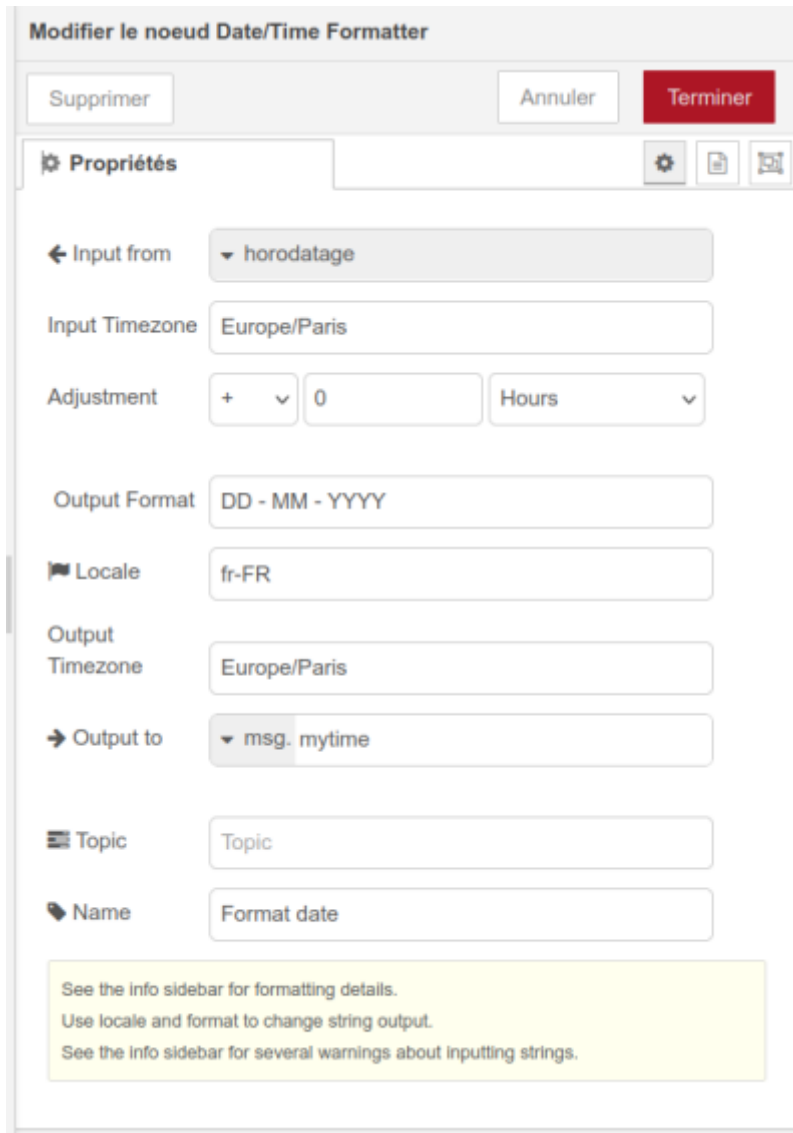 Modifier le noeud Date/Time Formatter
Supprimer Annuler Terminer
Propriétés
Input from horodatage
Input Timezone Europe/Paris
Adjustment + 0 Hours
Output Format DD - MM - YYYY
Locale fr-FR
Output
Timezone Europe/Paris
Output to msg. mytime
Topic Topic
Name Format date
See the info sidebar for formatting details.
Use locale and format to change string output.
See the info sidebar for several warnings about inputting strings.